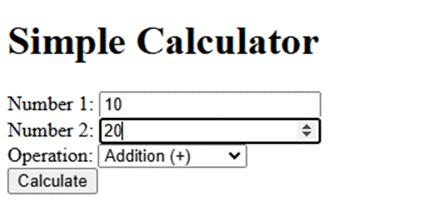 Simple Calculator
Number 1: 10
Number 2: 20
Operation: Addition (+)
Calculate